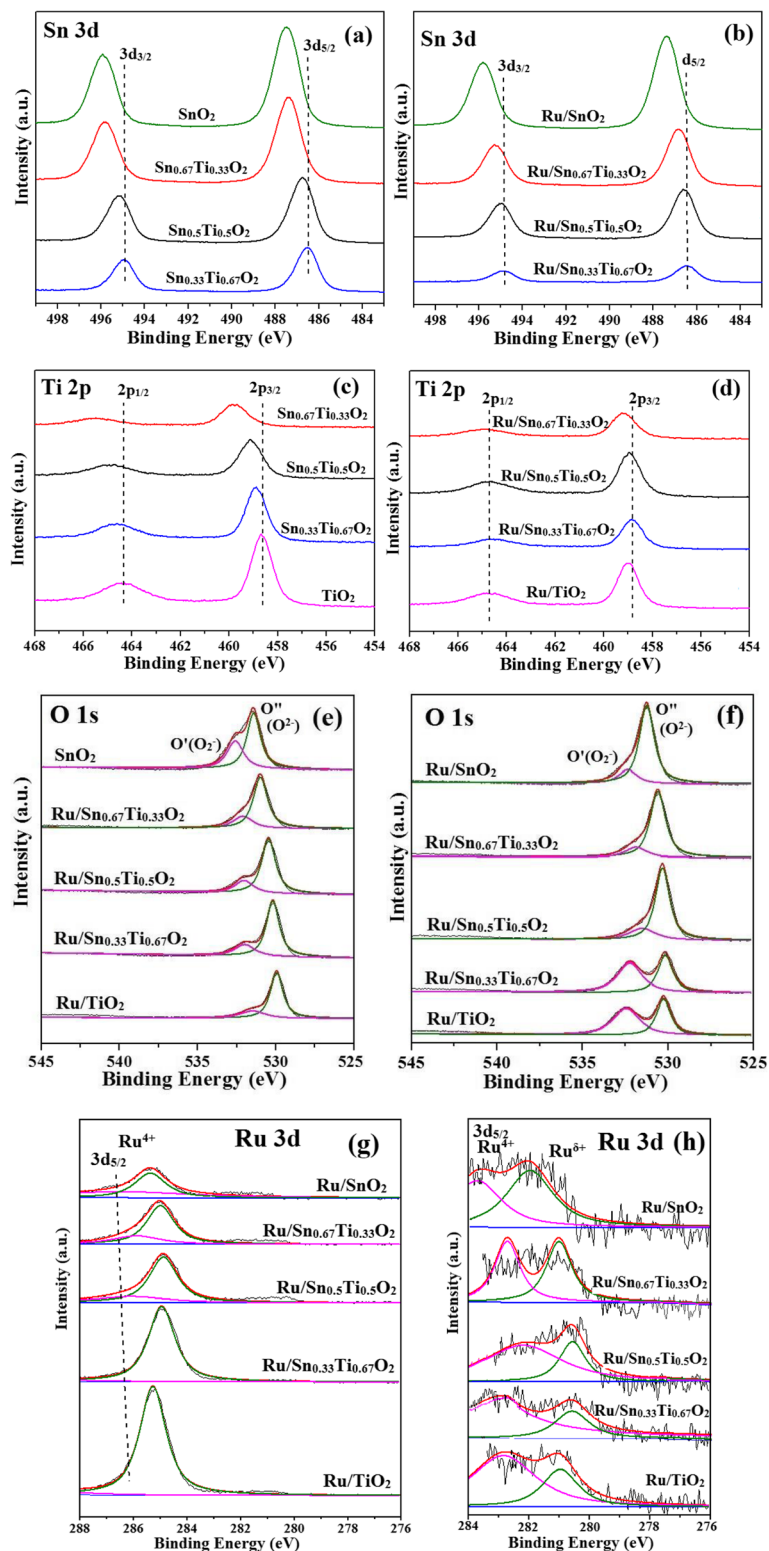 Sn 3d
(a)
3d₃/₂
3d₅/₂
SnO₂
Sn₀.₆₇Ti₀.₃₃O₂
Sn₀.₅Ti₀.₅O₂
Sn₀.₃₃Ti₀.₆₇O₂
Intensity (a.u.)
498 496 494 492 490 488 486 484
Binding Energy (eV)
Sn 3d
(b)
3d₃/₂
d₅/₂
Ru/SnO₂
Ru/Sn₀.₆₇Ti₀.₃₃O₂
Ru/Sn₀.₅Ti₀.₅O₂
Ru/Sn₀.₃₃Ti₀.₆₇O₂
Intensity (a.u.)
498 496 494 492 490 488 486 484
Binding Energy (eV)
Ti 2p
(c)
2p₁/₂
2p₃/₂
Sn₀.₆₇Ti₀.₃₃O₂
Sn₀.₅Ti₀.₅O₂
Sn₀.₃₃Ti₀.₆₇O₂
TiO₂
Intensity (a.u.)
468 466 464 462 460 458 456 454
Binding Energy (eV)
Ti 2p
(d)
2p₁/₂
2p₃/₂
Ru/Sn₀.₆₇Ti₀.₃₃O₂
Ru/Sn₀.₅Ti₀.₅O₂
Ru/Sn₀.₃₃Ti₀.₆₇O₂
Ru/TiO₂
Intensity (a.u.)
468 466 464 462 460 458 456 454
Binding Energy (eV)
O 1s
(e)
O''
(O²⁻)
O'(O₂⁻)
SnO₂
Ru/Sn₀.₆₇Ti₀.₃₃O₂
Ru/Sn₀.₅Ti₀.₅O₂
Ru/Sn₀.₃₃Ti₀.₆₇O₂
Ru/TiO₂
Intensity (a.u.)
545 540 535 530 525
Binding Energy (eV)
O 1s
(f)
O''
(O²⁻)
O'(O₂⁻)
Ru/SnO₂
Ru/Sn₀.₆₇Ti₀.₃₃O₂
Ru/Sn₀.₅Ti₀.₅O₂
Ru/Sn₀.₃₃Ti₀.₆₇O₂
Ru/TiO₂
Intensity (a.u.)
545 540 535 530 525
Binding Energy (eV)
Ru 3d
(g)
Ru⁴⁺
3d₅/₂
Ru/SnO₂
Ru/Sn₀.₆₇Ti₀.₃₃O₂
Ru/Sn₀.₅Ti₀.₅O₂
Ru/Sn₀.₃₃Ti₀.₆₇O₂
Ru/TiO₂
Intensity (a.u.)
288 286 284 282 280 278 276
Binding Energy (eV)
Ru 3d
(h)
3d₅/₂
Ru⁴⁺
Ruᵟ⁺
Ru/SnO₂
Ru/Sn₀.₆₇Ti₀.₃₃O₂
Ru/Sn₀.₅Ti₀.₅O₂
Ru/Sn₀.₃₃Ti₀.₆₇O₂
Ru/TiO₂
Intensity (a.u.)
284 282 280 278 276
Binding Energy (eV)